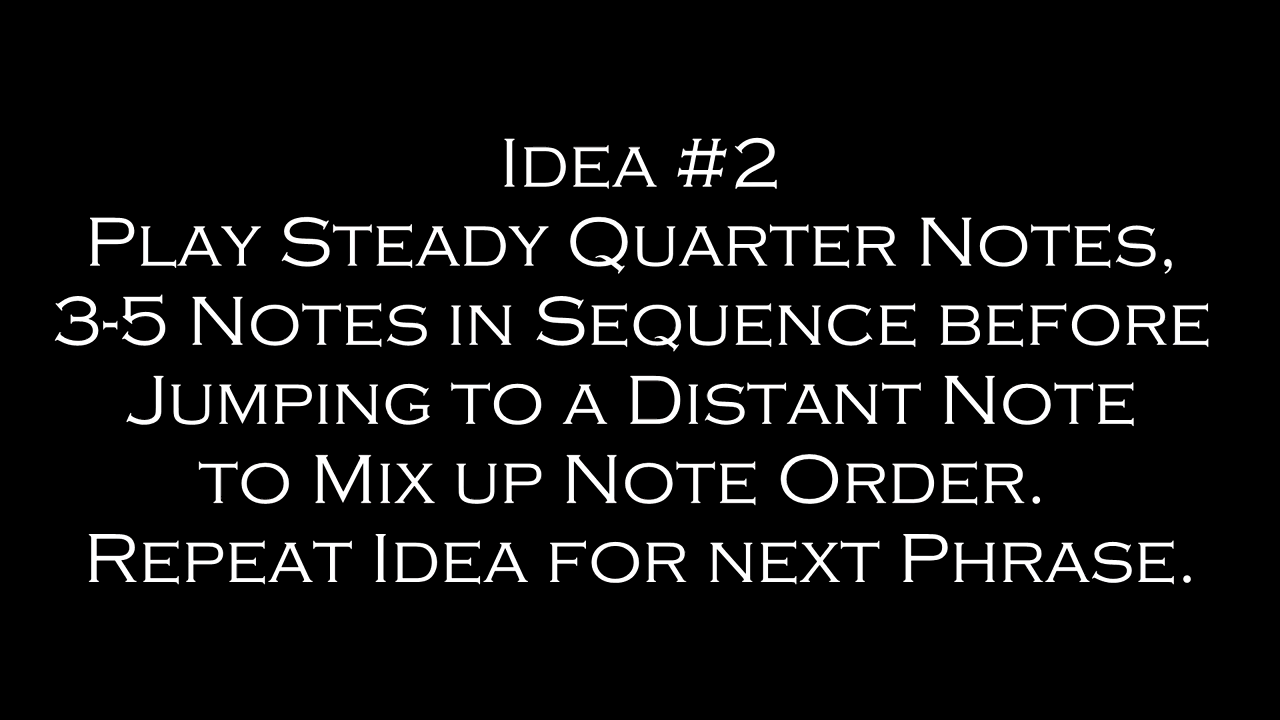 Idea #2
Play Steady Quarter Notes,
3-5 Notes in Sequence before
Jumping to a Distant Note
to Mix up Note Order.
Repeat Idea for next Phrase.